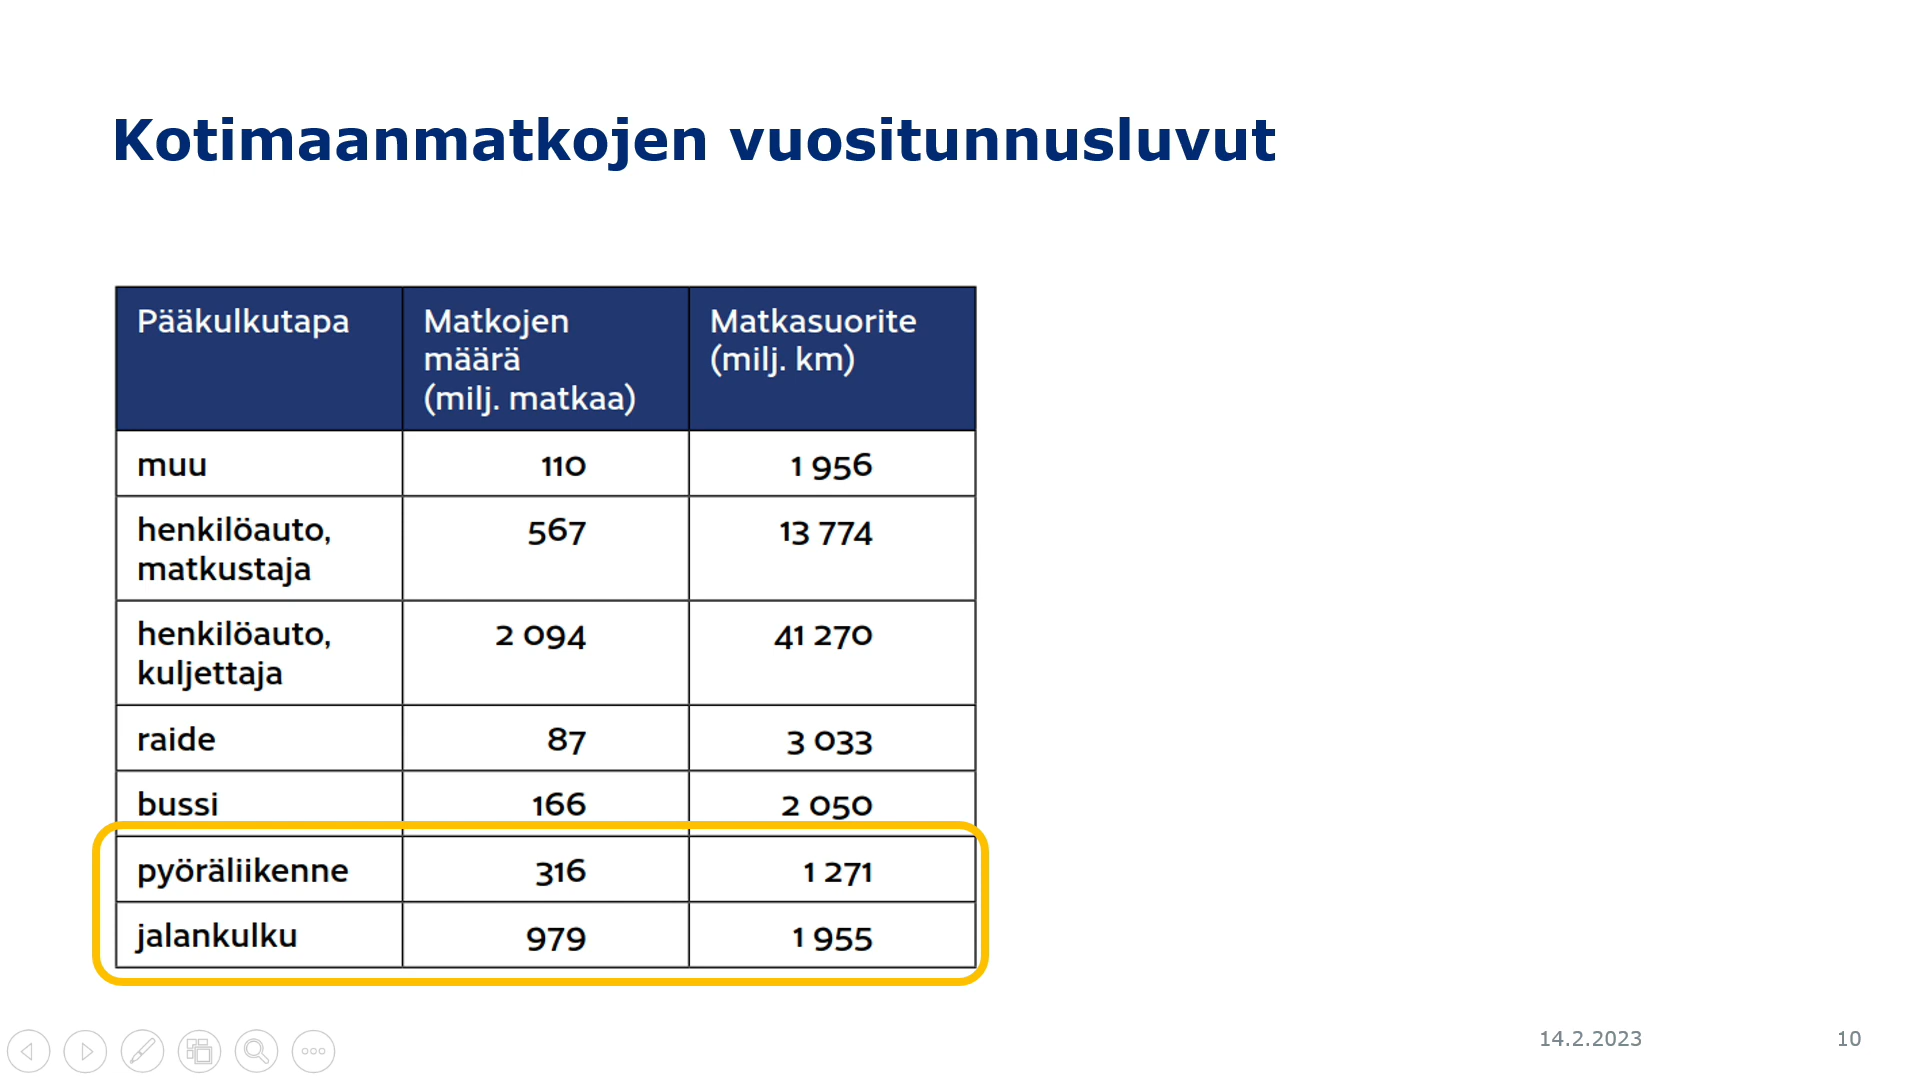 Kotimaanmatkojen vuositunnusluvut
Pääkulkutapa
Matkojen
määrä
(milj. matkaa)
Matkasuorite
(milj. km)
muu
110
1 956
henkilöauto,
matkustaja
567
13 774
henkilöauto,
kuljettaja
2 094
41 270
raide
87
3 033
bussi
166
2 050
pyöräliikenne
316
1 271
jalankulku
979
1 955
14.2.2023
10